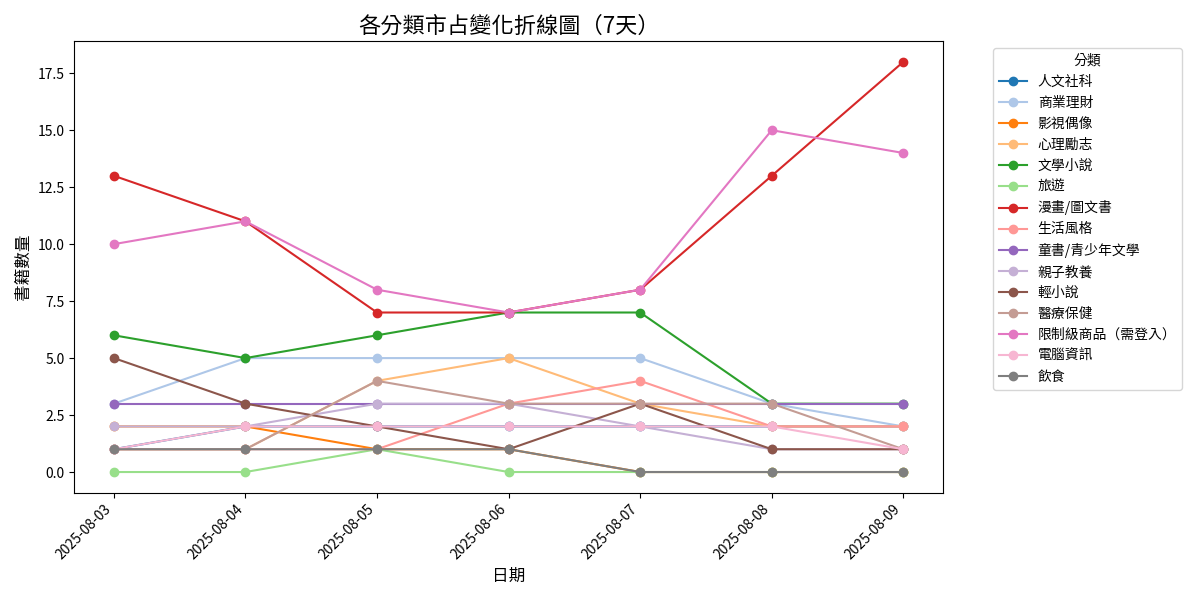 各分類市占變化折線圖（7天）
書籍數量
17.5
15.0
12.5
10.0
7.5
5.0
2.5
0.0
2025-08-03
2025-08-04
2025-08-05
2025-08-06
2025-08-07
2025-08-08
2025-08-09
日期
分類
人文社科
商業理財
影視偶像
心理勵志
文學小說
旅遊
漫畫/圖文書
生活風格
童書/青少年文學
親子教養
輕小說
醫療保健
限制級商品（需登入）
電腦資訊
飲食